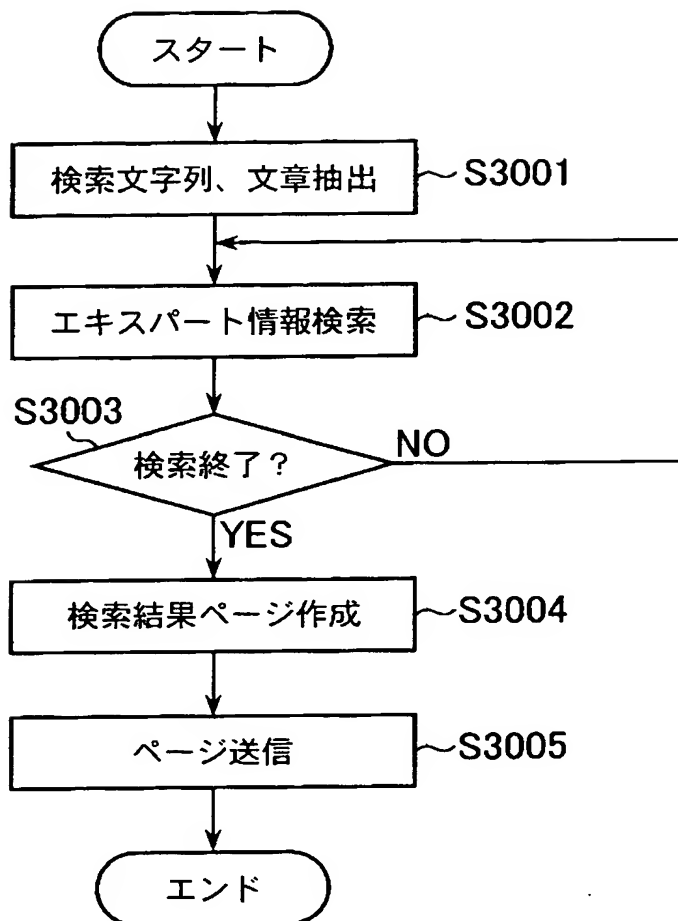 スタート
検索文字列、文章抽出 S3001
エキスパート情報検索 S3002
S3003
検索終了? NO
YES
検索結果ページ作成 S3004
ページ送信 S3005
エンド